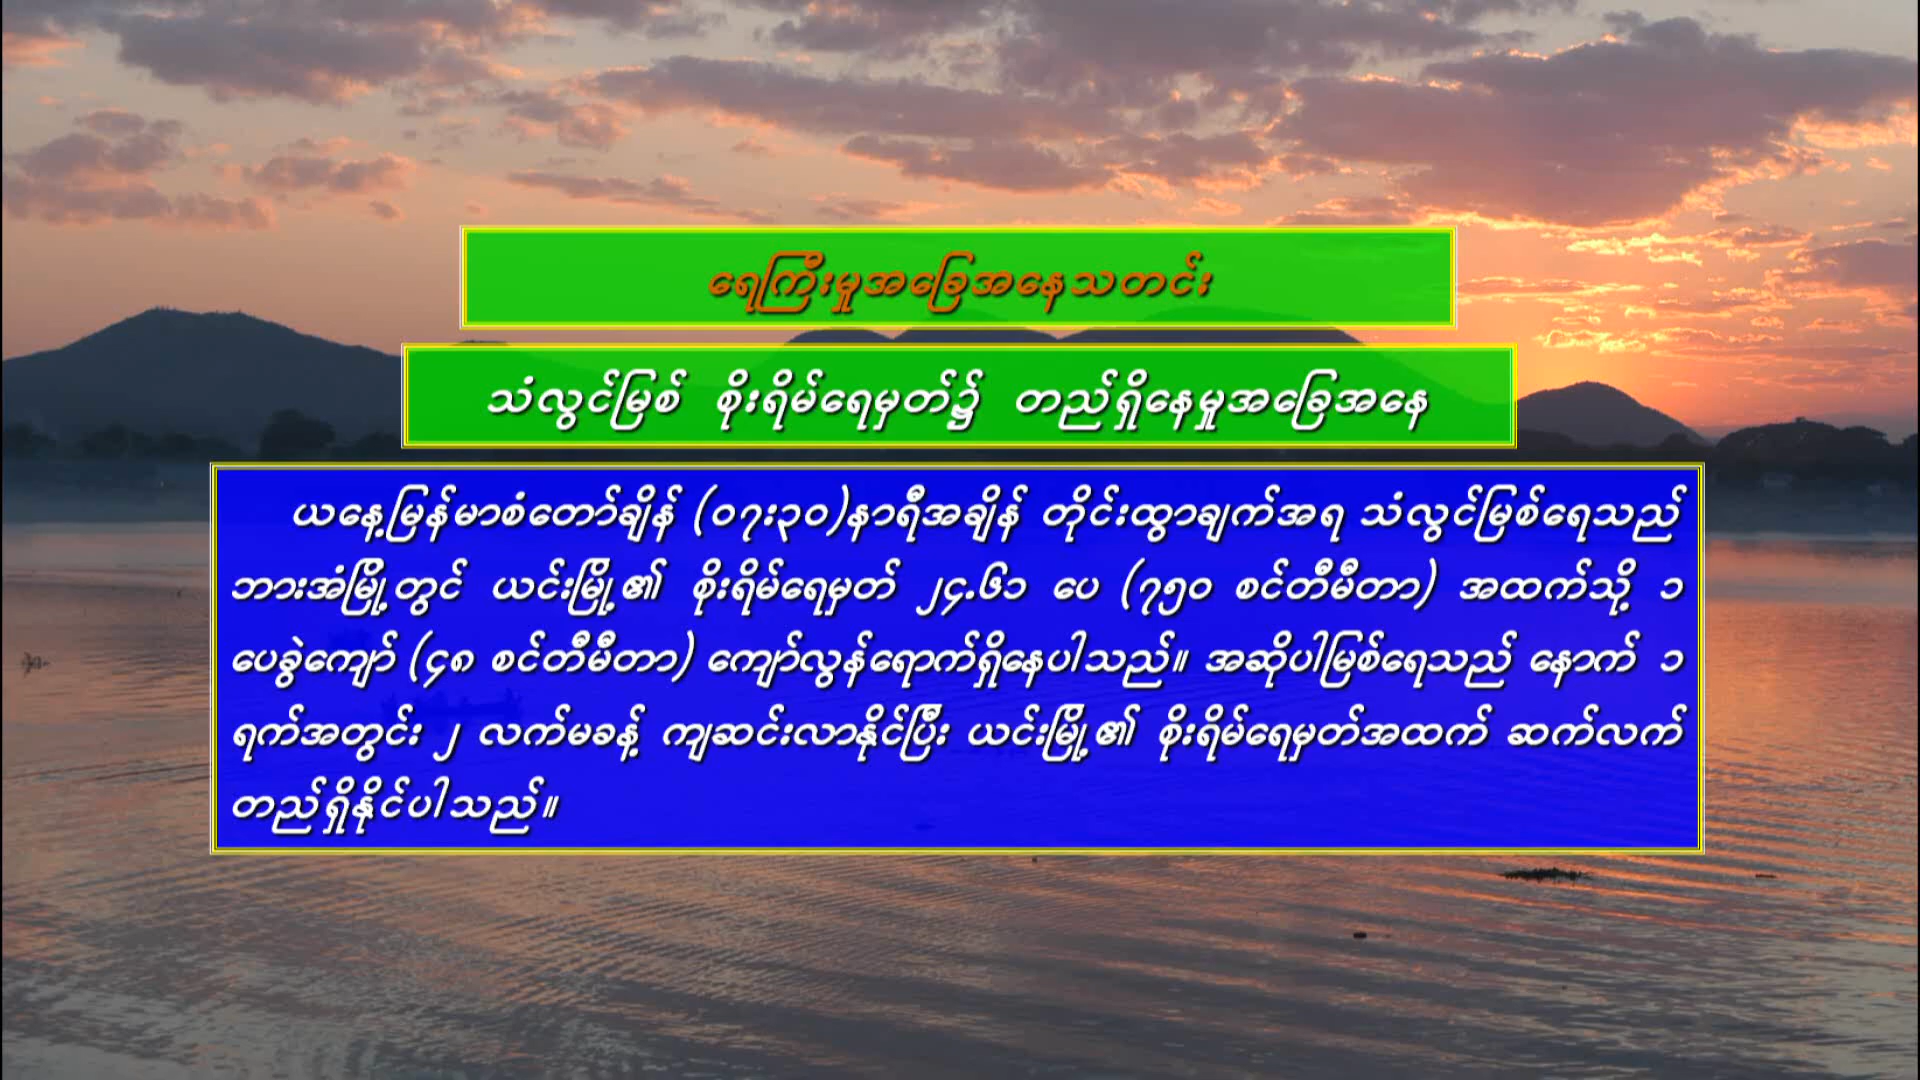 ရေကြီးမှုအခြေအနေသတင်း
သံလွင်မြစ် စိုးရိမ်ရေမှတ်၌ တည်ရှိနေမှုအခြေအနေ
ယနေ့မြန်မာစံတော်ချိန် (၀၇:၃၀)နာရီအချိန် တိုင်းထွာချက်အရ သံလွင်မြစ်ရေသည်
ဘားအံမြို့တွင် ယင်းမြို့၏ စိုးရိမ်ရေမှတ် ၂၄.၆၁ ပေ (၇၅၀ စင်တီမီတာ) အထက်သို့ ၁
ပေခွဲကျော် (၄၈ စင်တီမီတာ) ကျော်လွန်ရောက်ရှိနေပါသည်။ အဆိုပါမြစ်ရေသည် နောက် ၁
ရက်အတွင်း ၂ လက်မခန့် ကျဆင်းလာနိုင်ပြီး ယင်းမြို့၏ စိုးရိမ်ရေမှတ်အထက် ဆက်လက်
တည်ရှိနိုင်ပါသည်။